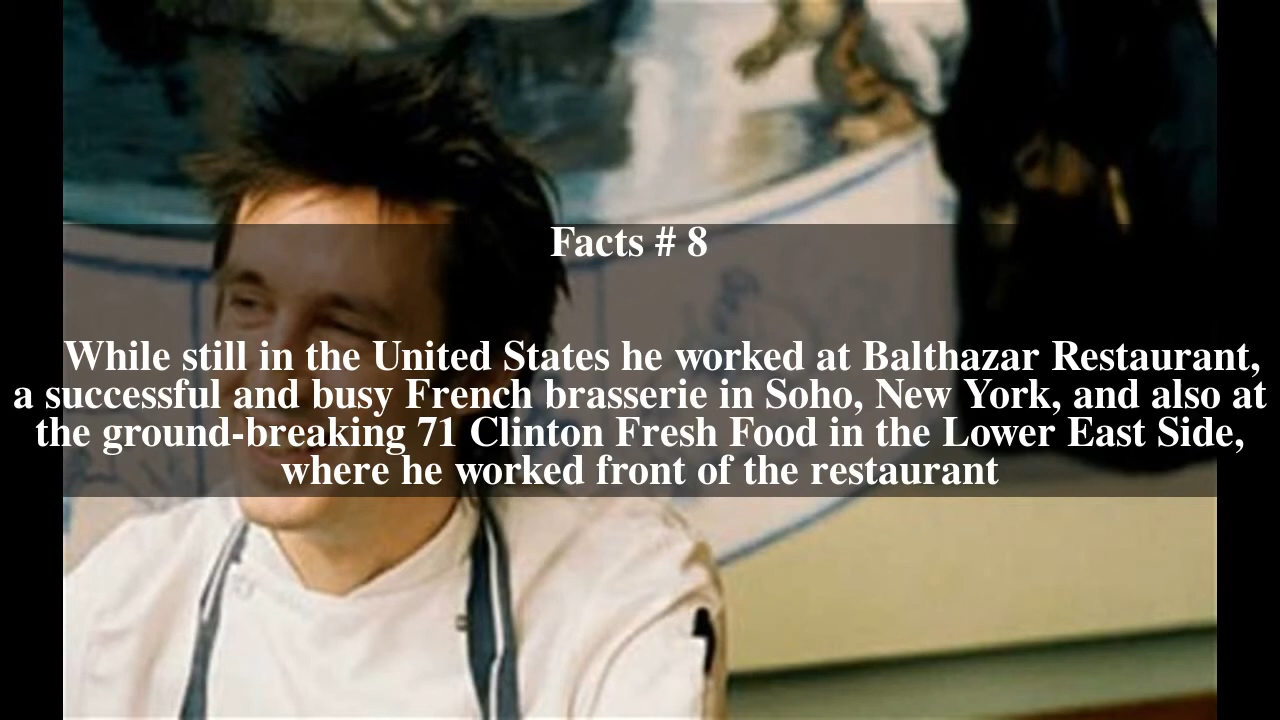 Facts # 8
While still in the United States he worked at Balthazar Restaurant,
a successful and busy French brasserie in Soho, New York, and also at
the ground-breaking 71 Clinton Fresh Food in the Lower East Side,
where he worked front of the restaurant